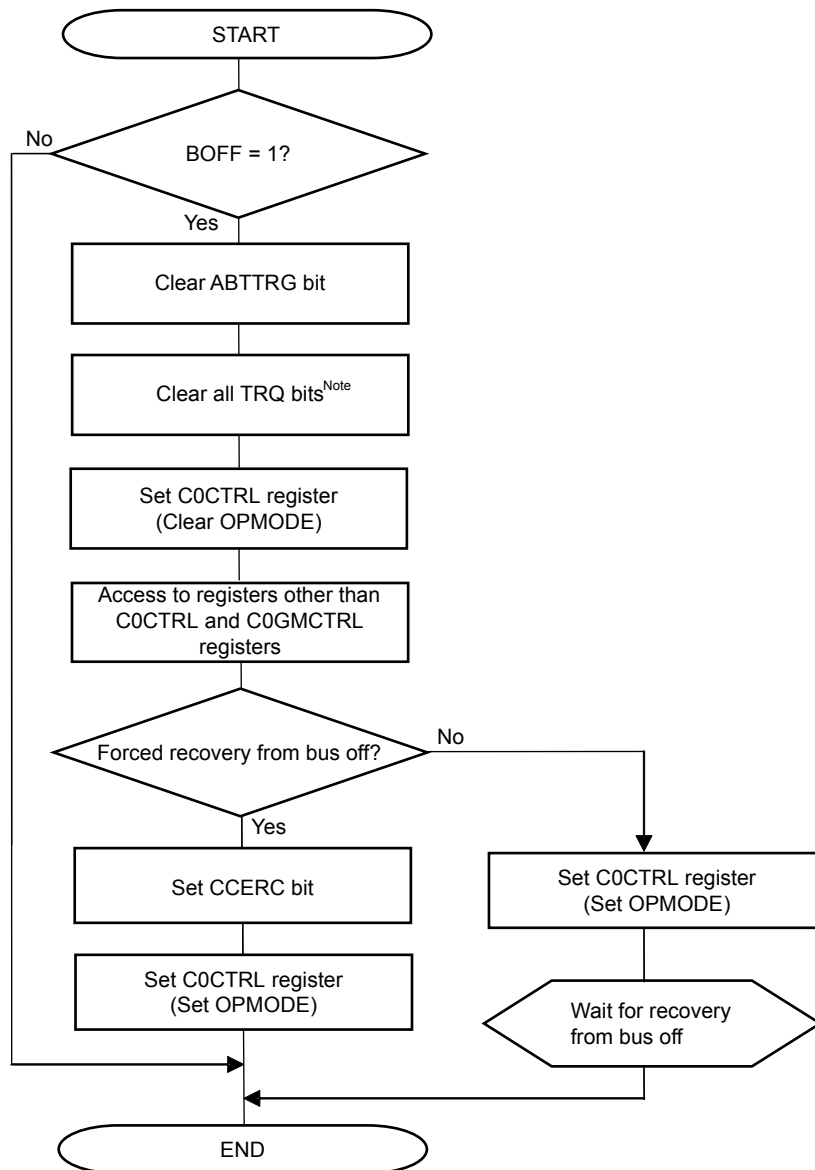 START
No
BOFF = 1?
Yes
Clear ABTTRG bit
Clear all TRQ bitsNote
Set C0CTRL register
(Clear OPMODE)
Access to registers other than
C0CTRL and C0GMCTRL
registers
Forced recovery from bus off?
No
Yes
Set CCERC bit
Set C0CTRL register
(Set OPMODE)
Set C0CTRL register
(Set OPMODE)
Wait for recovery
from bus off
END